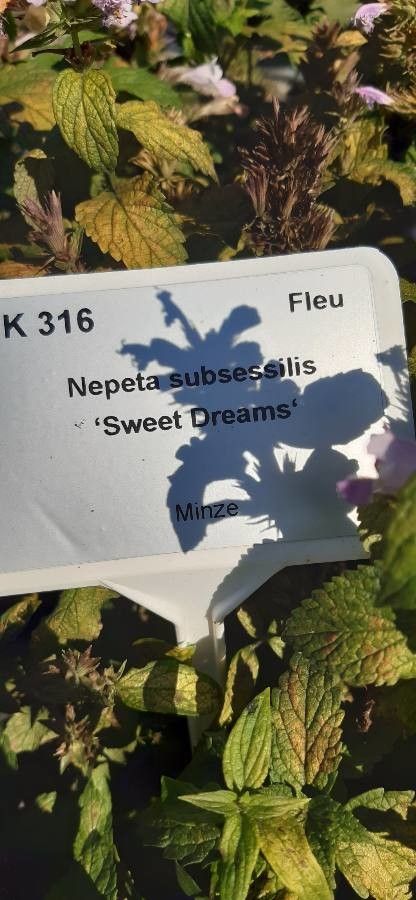 K 316 Fleu
Nepeta subsessilis
‘Sweet Dreams‘
Minze